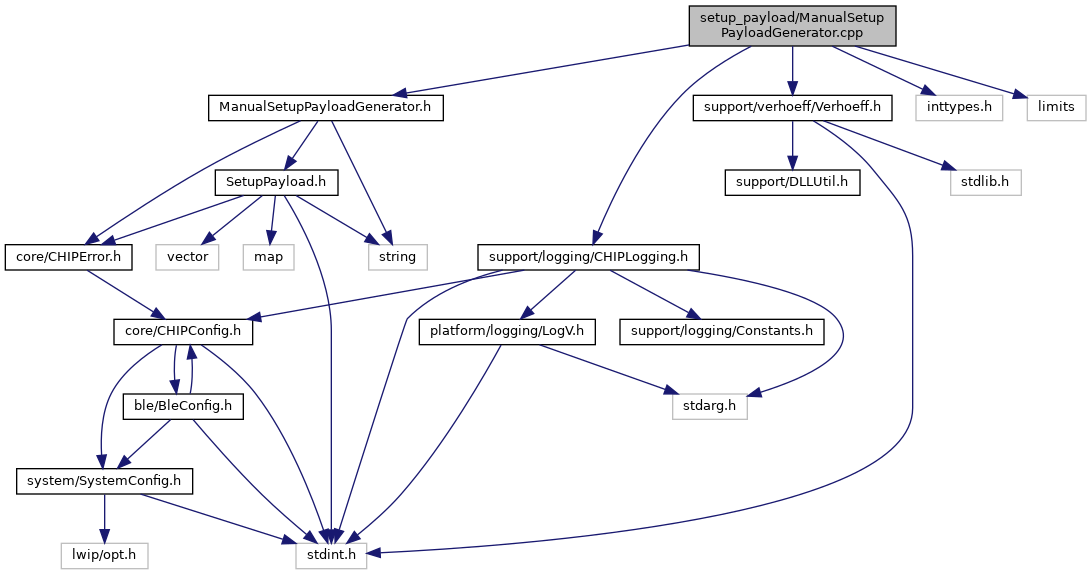 setup_payload/ManualSetup
PayloadGenerator.cpp
ManualSetupPayloadGenerator.h
support/verhoeff/Verhoeff.h
inttypes.h
limits
SetupPayload.h
support/DLLUtil.h
stdlib.h
core/CHIPError.h
vector
map
string
support/logging/CHIPLogging.h
core/CHIPConfig.h
platform/logging/LogV.h
support/logging/Constants.h
ble/BleConfig.h
stdarg.h
system/SystemConfig.h
lwip/opt.h
stdint.h